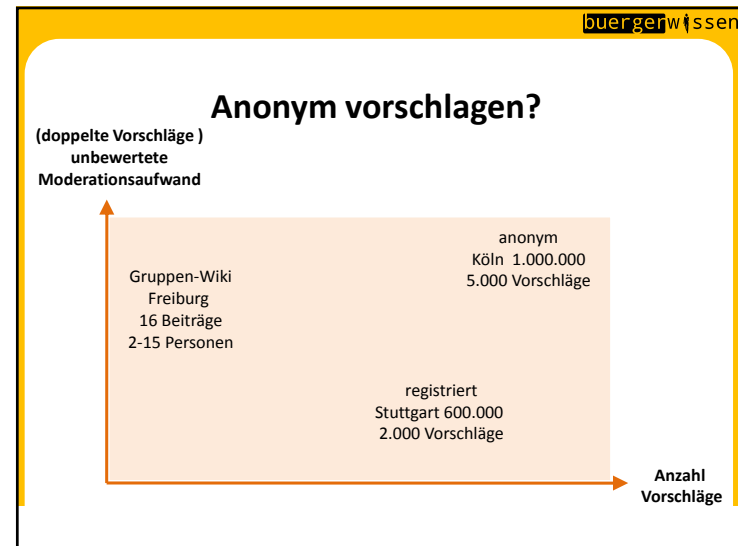 buergerwissen
Anonym vorschlagen?
(doppelte Vorschläge )
unbewertete
Moderationsaufwand
anonym
Köln 1.000.000
5.000 Vorschläge
Gruppen-Wiki
Freiburg
16 Beiträge
2-15 Personen
registriert
Stuttgart 600.000
2.000 Vorschläge
Anzahl
Vorschläge